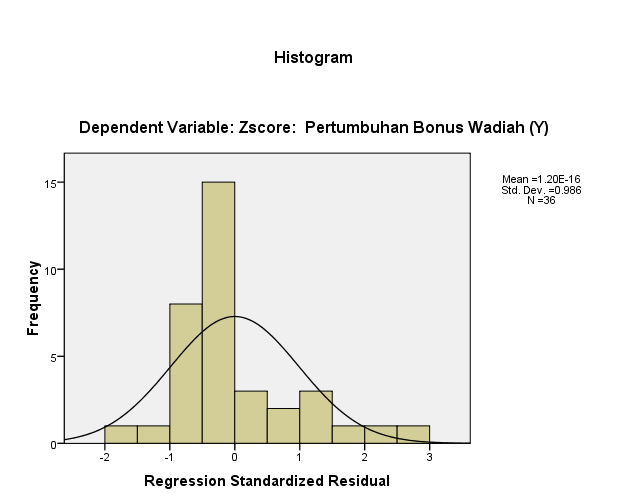 Histogram
Dependent Variable: Zscore: Pertumbuhan Bonus Wadiah (Y)
Mean =1.20E-16
Std. Dev. =0.986
N =36
Frequency
15
10
5
0
-2 -1 0 1 2 3
Regression Standardized Residual